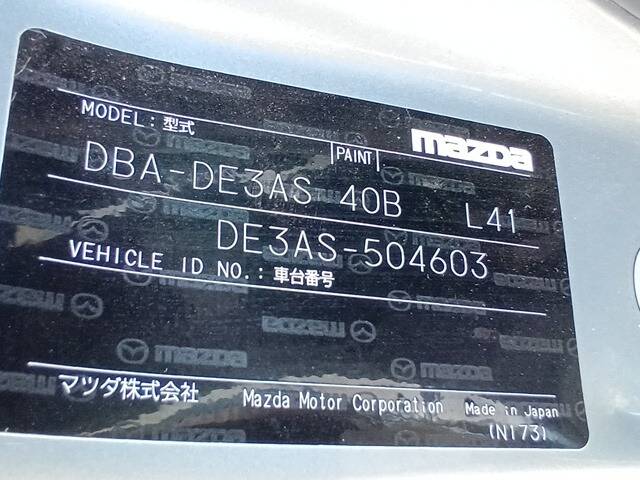 mazda
MODEL: 型式
PAINT
DBA-DE3AS 40B L41
DE3AS-504603
VEHICLE ID NO.: 車台番号
mazda
マツダ株式会社 Mazda Motor Corporation Made in Japan
(N173)